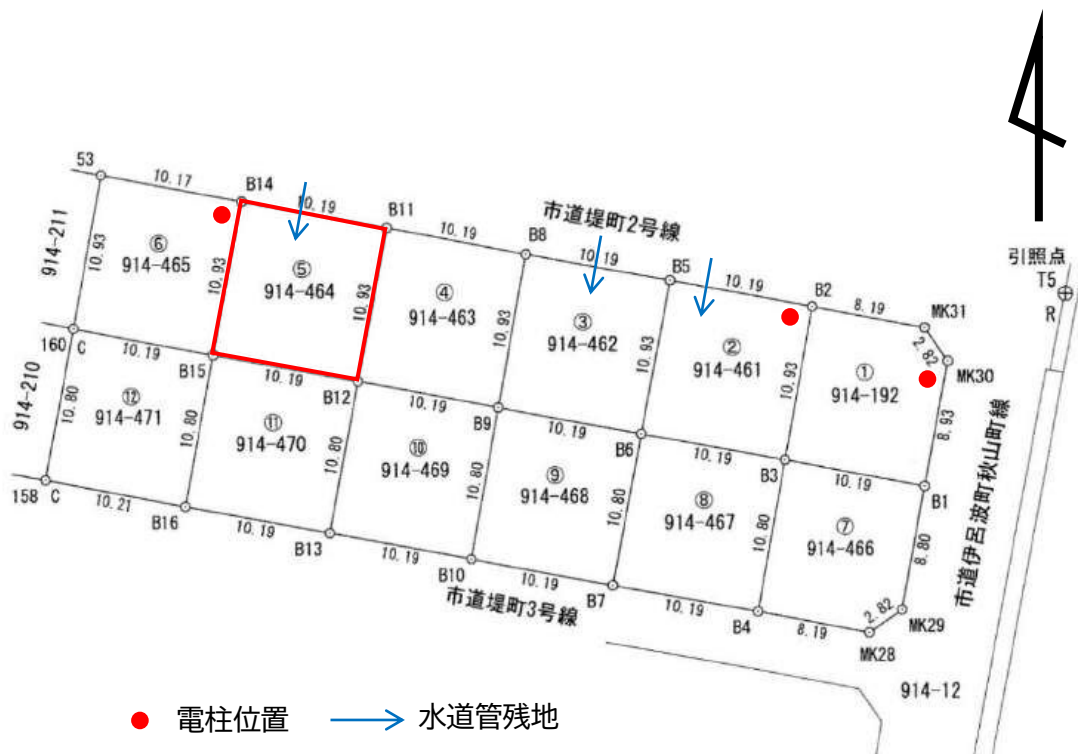 53
10.17
B14
10.19
B11
10.19
B8
市道堤町2号線
10.19
B5
10.19
B2
8.19
MK31
2.82
MK30
引照点
T5
R
914-211
10.93
⑥
914-465
10.93
⑤
914-464
10.93
④
914-463
10.93
③
914-462
10.93
②
914-461
10.93
①
914-192
8.93
市道伊呂波町秋山町線
160 C
10.19
B15
10.19
B12
10.19
B9
10.19
B6
10.19
B3
10.19
B1
914-210
10.80
⑫
914-471
10.80
⑪
914-470
10.80
⑩
914-469
10.80
⑨
914-468
10.80
⑧
914-467
10.80
⑦
914-466
8.80
158 C
10.21
B16
10.19
B13
10.19
B10
10.19
B7
10.19
B4
8.19
MK28
2.82
MK29
市道堤町3号線
914-12
電柱位置
水道管残地